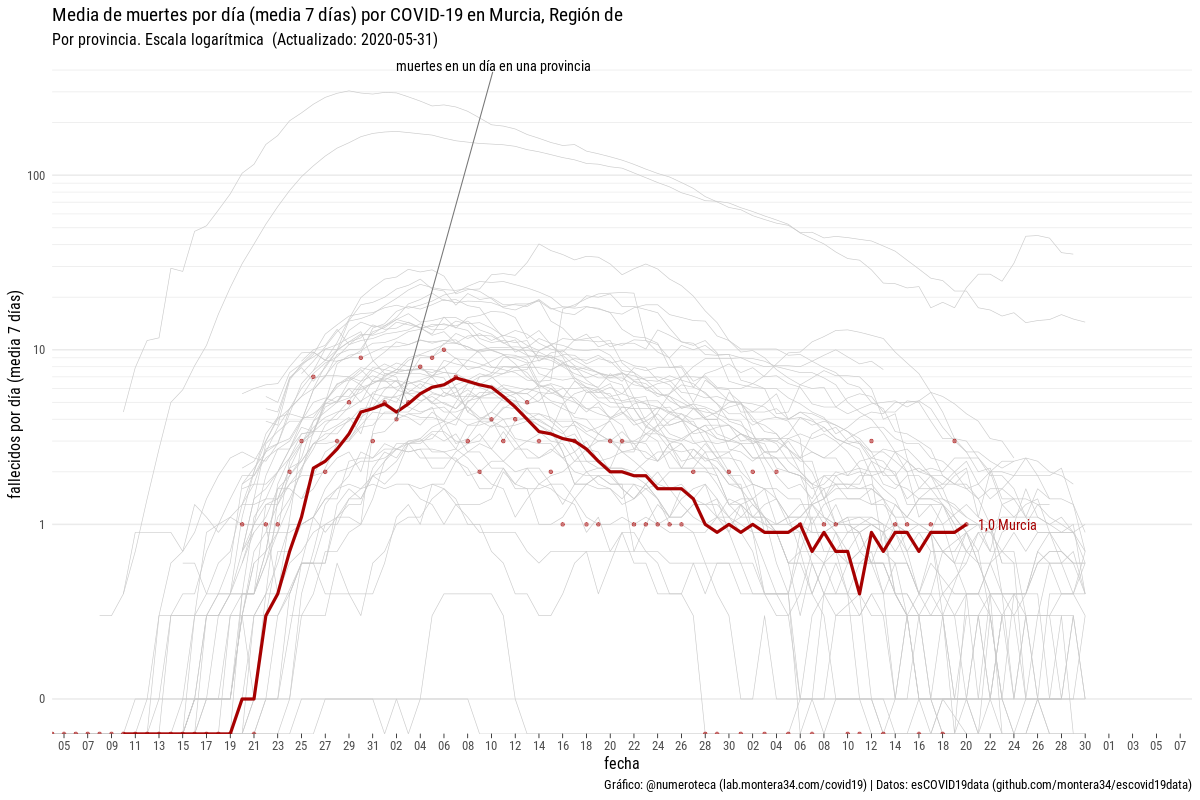 Media de muertes por día (media 7 días) por COVID-19 en Murcia, Región de
Por provincia. Escala logarítmica (Actualizado: 2020-05-31)
muertes en un día en una provincia
fallecidos por día (media 7 días)
100
10
1
0
1,0 Murcia
05 07 09 11 13 15 17 19 21 23 25 27 29 31 02 04 06 08 10 12 14 16 18 20 22 24 26 28 30 02 04 06 08 10 12 14 16 18 20 22 24 26 28 30 01 03 05 07
fecha
Gráfico: @numeroteca (lab.montera34.com/covid19) | Datos: esCOVID19data (github.com/montera34/escovid19data)